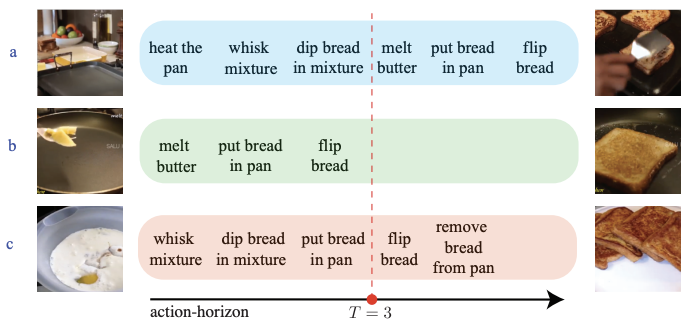 a
heat the
pan
whisk
mixture
dip bread
in mixture
melt
butter
put bread
in pan
flip
bread
b
melt
butter
put bread
in pan
flip
bread
c
whisk
mixture
dip bread
in mixture
put bread
in pan
flip
bread
remove
bread
from pan
action-horizon
T = 3